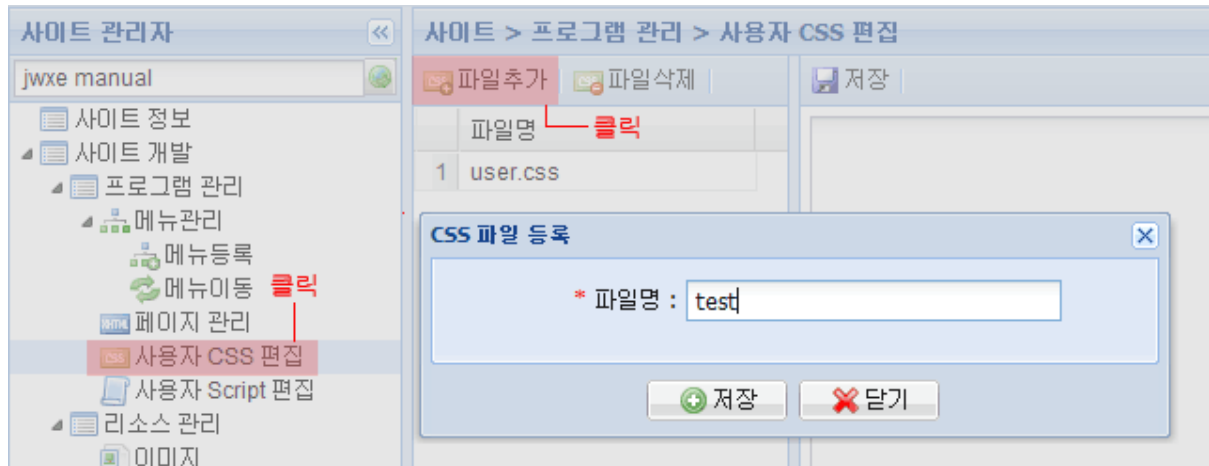 사이트 관리자
jwxe manual
사이트 정보
사이트 개발
프로그램 관리
메뉴관리
메뉴등록
메뉴이동 클릭
페이지 관리
사용자 CSS 편집
사용자 Script 편집
리소스 관리
이미지
사이트 > 프로그램 관리 > 사용자 CSS 편집
파일추가 파일삭제 저장
파일명 클릭
1 user.css
CSS 파일 등록
* 파일명 : test
저장 닫기